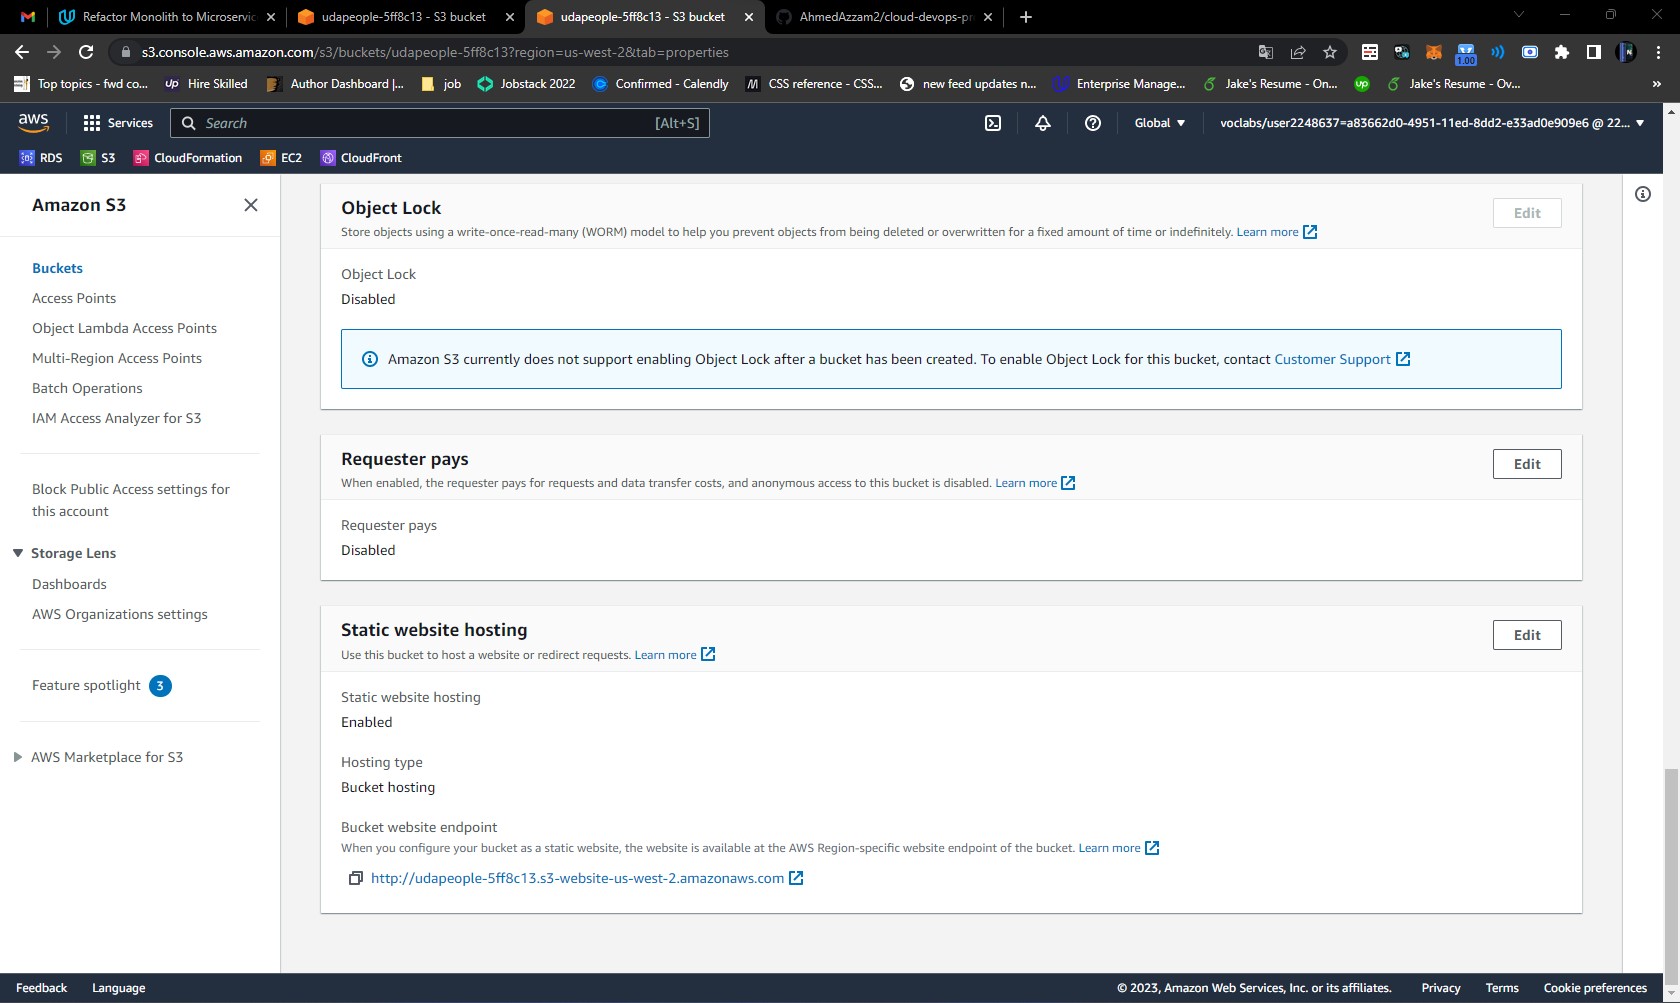 Refactor Monolith to Microservic
udapeople-5ff8c13 - S3 bucket
udapeople-5ff8c13 - S3 bucket
AhmedAzzam2/cloud-devops-pr
s3.console.aws.amazon.com/s3/buckets/udapeople-5ff8c13?region=us-west-2&tab=properties
1.00
Top topics - fwd co...
up
Hire Skilled
Author Dashboard |...
job
Jobstack 2022
Confirmed - Calendly
CSS reference - CSS...
new feed updates n...
Enterprise Manage...
Jake's Resume - On...
up
Jake's Resume - Ov...
»
aws
Services
Search
[Alt+S]
Global
voclabs/user2248637=a83662d0-4951-11ed-8dd2-e33ad0e909e6 @ 22...
RDS
S3
CloudFormation
EC2
CloudFront
Amazon S3
Buckets
Access Points
Object Lambda Access Points
Multi-Region Access Points
Batch Operations
IAM Access Analyzer for S3
Block Public Access settings for
this account
Storage Lens
Dashboards
AWS Organizations settings
Feature spotlight 3
AWS Marketplace for S3
Object Lock
Edit
Store objects using a write-once-read-many (WORM) model to help you prevent objects from being deleted or overwritten for a fixed amount of time or indefinitely. Learn more
Object Lock
Disabled
Amazon S3 currently does not support enabling Object Lock after a bucket has been created. To enable Object Lock for this bucket, contact Customer Support
Requester pays
Edit
When enabled, the requester pays for requests and data transfer costs, and anonymous access to this bucket is disabled. Learn more
Requester pays
Disabled
Static website hosting
Edit
Use this bucket to host a website or redirect requests. Learn more
Static website hosting
Enabled
Hosting type
Bucket hosting
Bucket website endpoint
When you configure your bucket as a static website, the website is available at the AWS Region-specific website endpoint of the bucket. Learn more
http://udapeople-5ff8c13.s3-website-us-west-2.amazonaws.com
Feedback
Language
© 2023, Amazon Web Services, Inc. or its affiliates.
Privacy
Terms
Cookie preferences